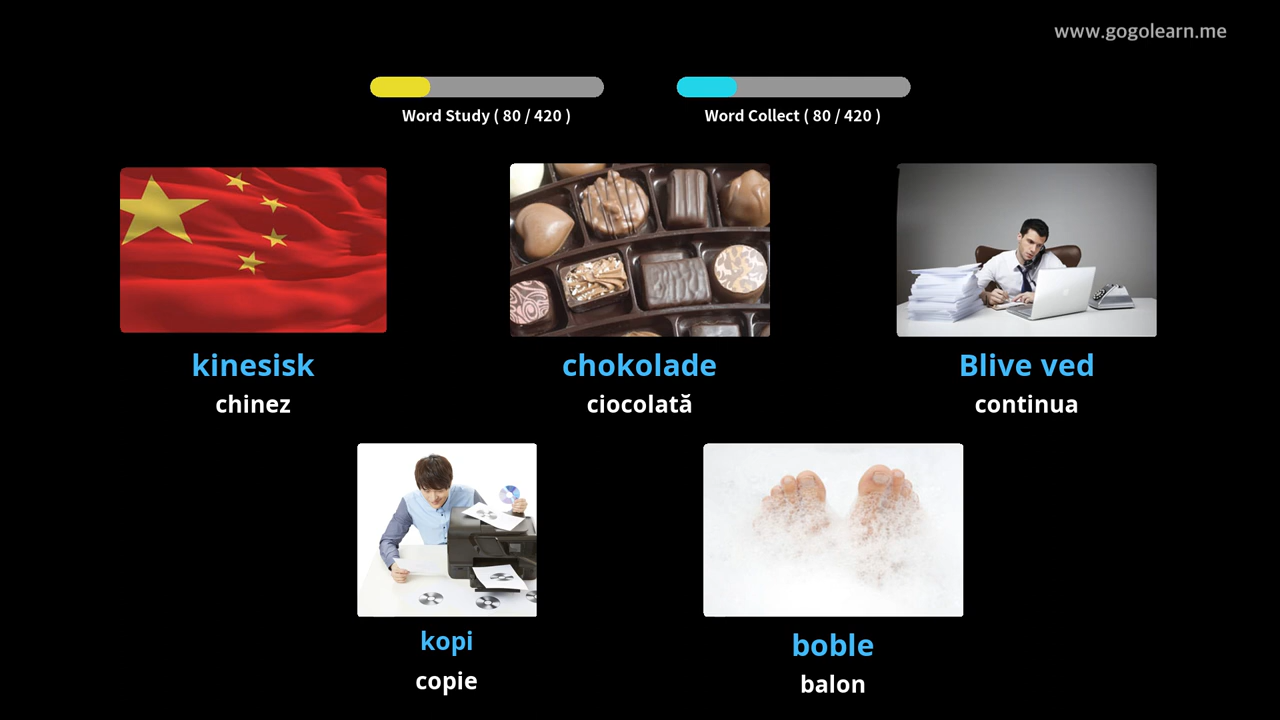 www.gogolearn.me
Word Study ( 80 / 420 )
Word Collect ( 80 / 420 )
kinesisk
chinez
chokolade
ciocolată
Blive ved
continua
kopi
copie
boble
balon